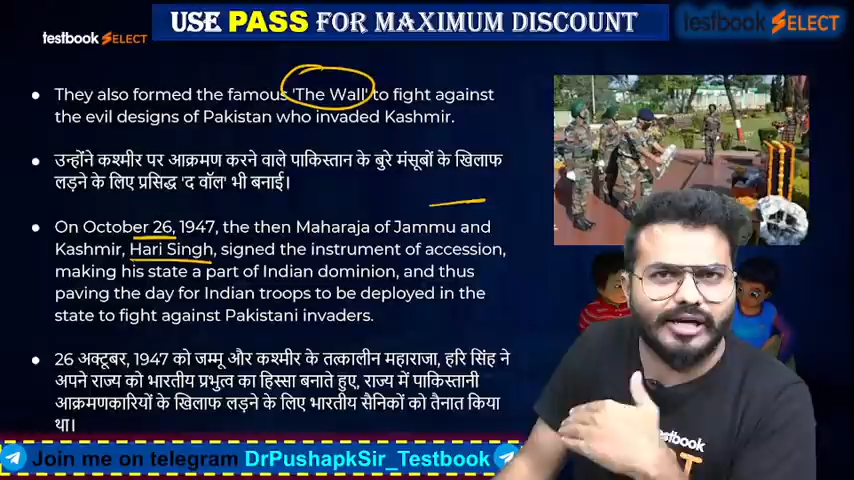 USE PASS FOR MAXIMUM DISCOUNT
testbook SELECT
testbook SELECT
They also formed the famous 'The Wall' to fight against
the evil designs of Pakistan who invaded Kashmir.
उन्होंने कश्मीर पर आक्रमण करने वाले पाकिस्तान के बुरे मंसूबों के खिलाफ
लड़ने के लिए प्रसिद्ध 'द वॉल' भी बनाई।
On October 26, 1947, the then Maharaja of Jammu and
Kashmir, Hari Singh, signed the instrument of accession,
making his state a part of Indian dominion, and thus
paving the day for Indian troops to be deployed in the
state to fight against Pakistani invaders.
26 अक्टूबर, 1947 को जम्मू और कश्मीर के तत्कालीन महाराजा, हरि सिंह ने
अपने राज्य को भारतीय प्रभुत्व का हिस्सा बनाते हुए, राज्य में पाकिस्तानी
आक्रमणकारियों के खिलाफ लड़ने के लिए भारतीय सैनिकों को तैनात किया
था।
Join me on telegram DrPushapkSir_Testbook